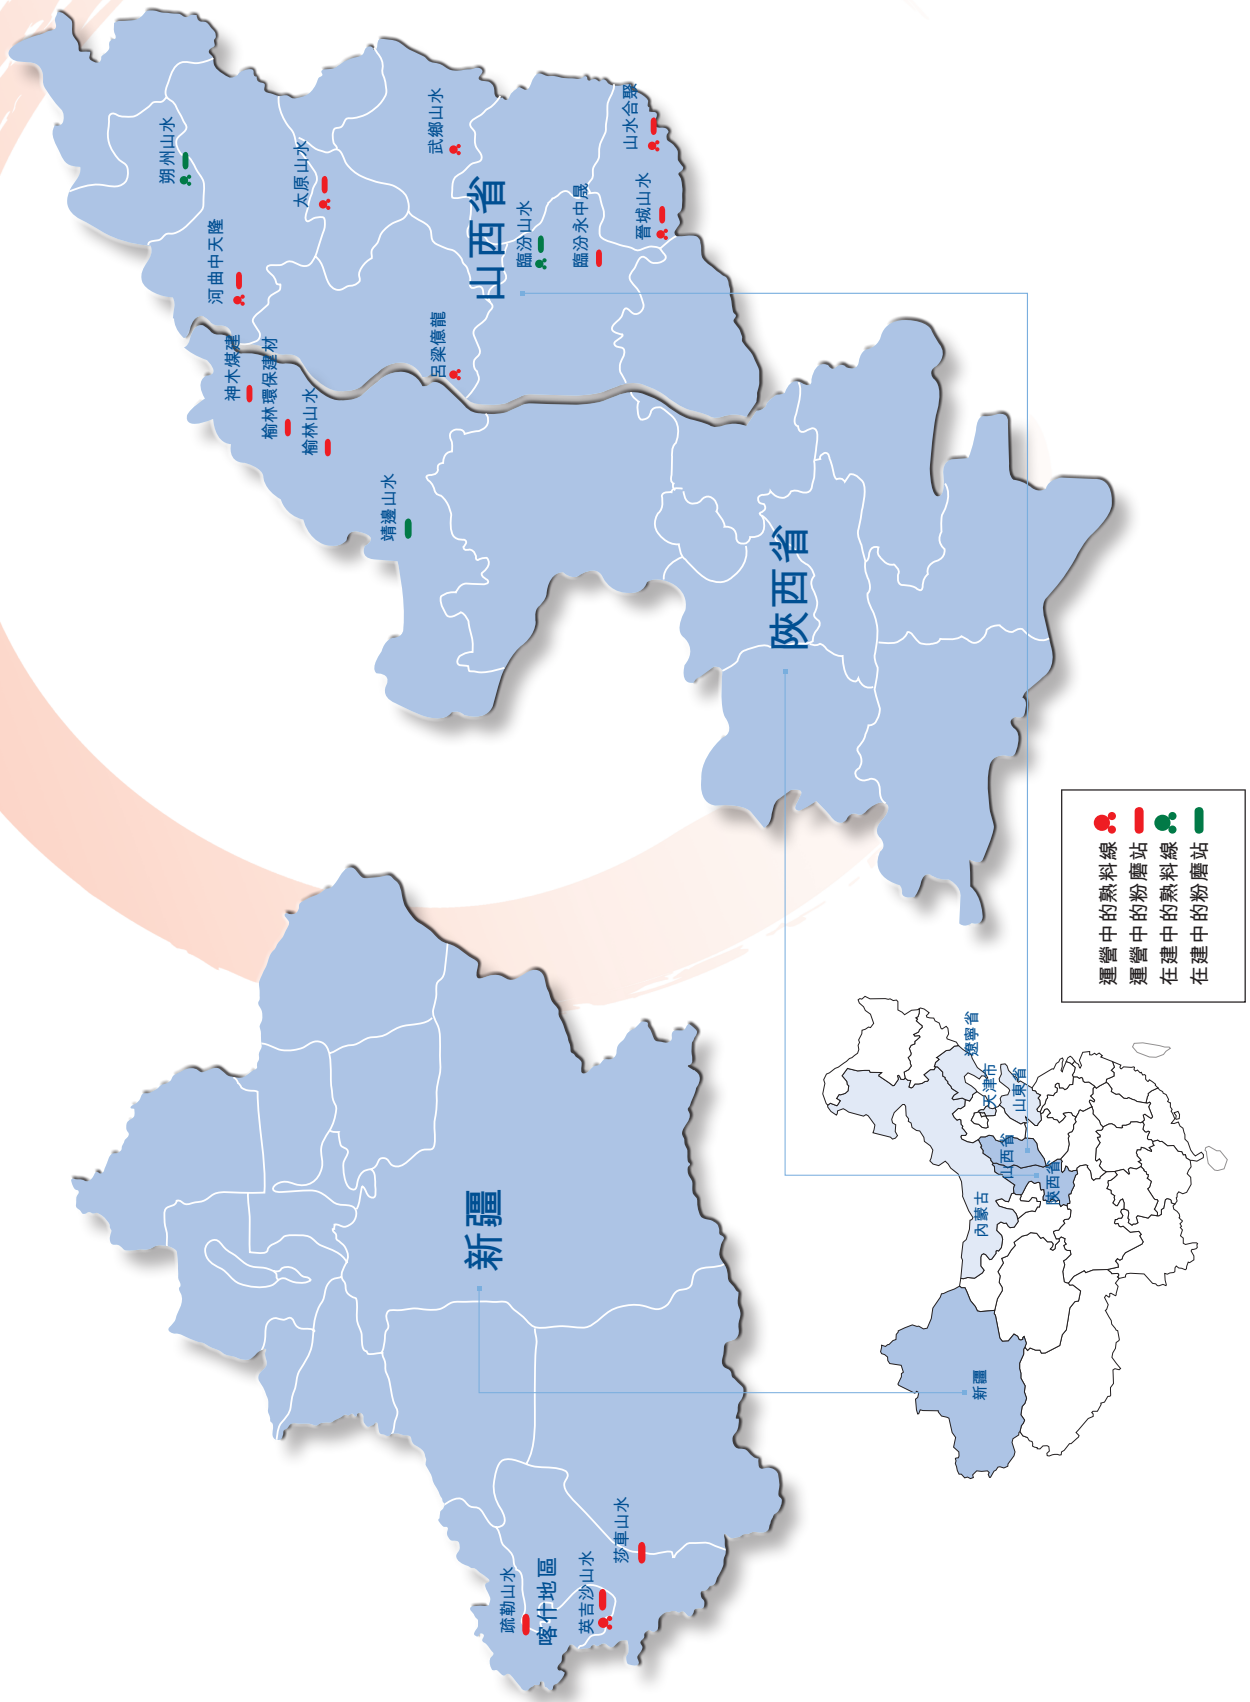 朔州山水
河曲中天隆
太原山水
武鄉山水
呂梁億龍
山西省
臨汾山水
臨汾永中晟
山水合聚
晉城山水
神木煤建
榆林環保建材
榆林山水
靖邊山水
陝西省
新疆
疏勒山水
喀什地區
英吉沙山水
莎車山水
遼寧省
天津市
山東省
山西省
陝西省
內蒙古
新疆
運營中的熟料線
運營中的粉磨站
在建中的熟料線
在建中的粉磨站